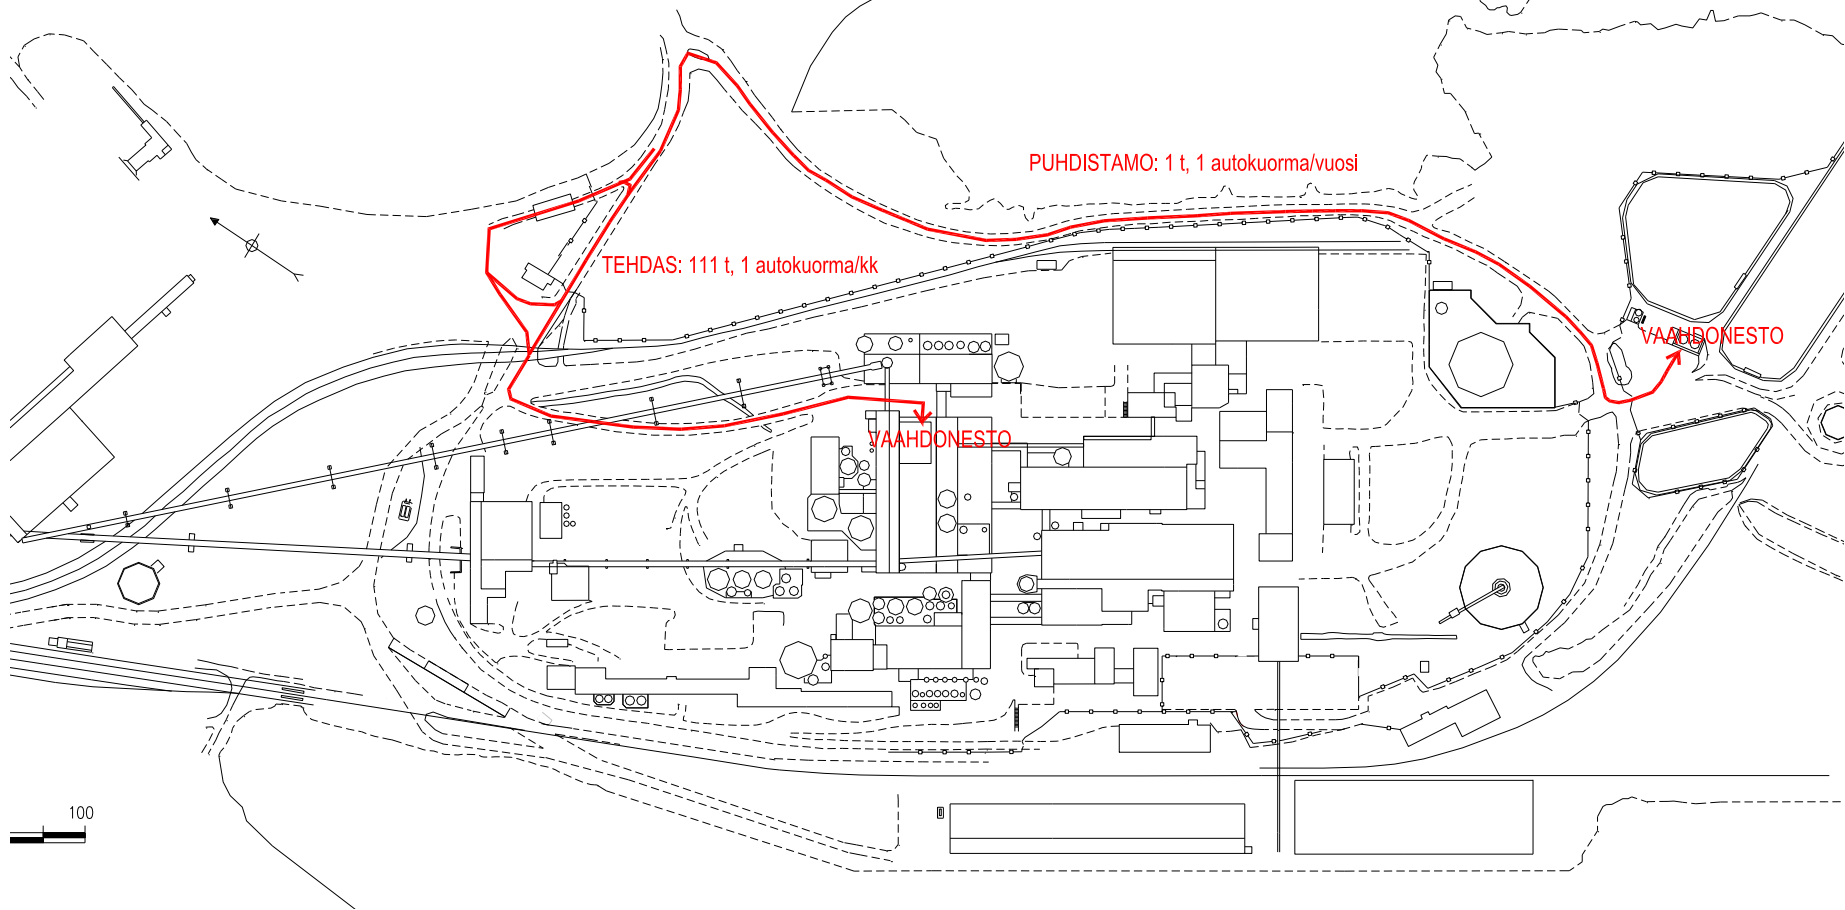 PUHDISTAMO: 1 t, 1 autokuorma/vuosi
TEHDAS: 111 t, 1 autokuorma/kk
VAAHDONESTO
VAAHDONESTO
100